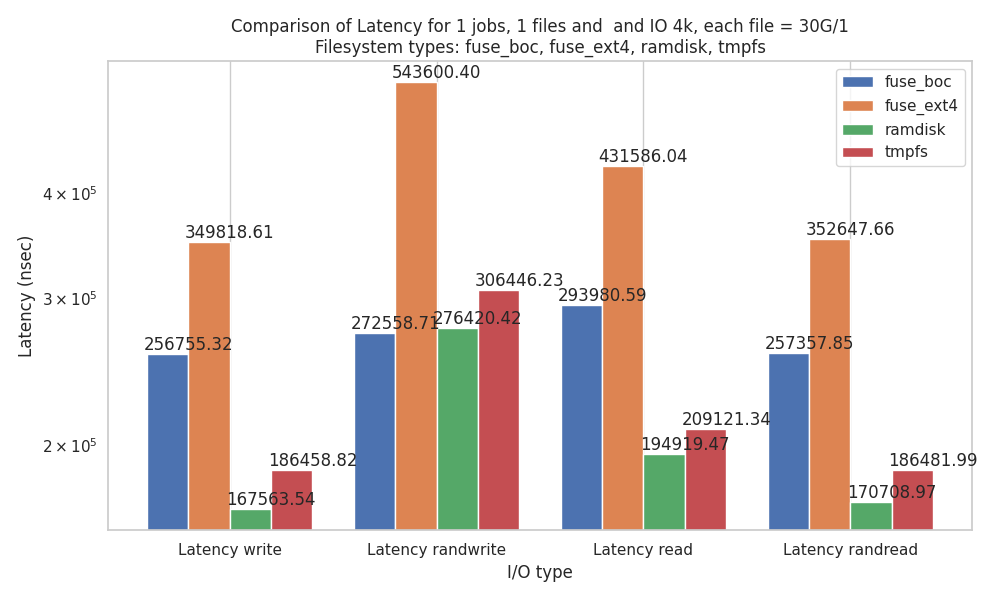 Comparison of Latency for 1 jobs, 1 files and  and IO 4k, each file = 30G/1
Filesystem types: fuse_boc, fuse_ext4, ramdisk, tmpfs
543600.40
fuse_boc
fuse_ext4
ramdisk
tmpfs
431586.04
4 × 10⁵
349818.61
352647.66
306446.23
3 × 10⁵
293980.59
272558.71
276420.42
256755.32
257357.85
Latency (nsec)
209121.34
2 × 10⁵
194919.47
186458.82
186481.99
167563.54
170708.97
Latency write
Latency randwrite
Latency read
Latency randread
I/O type